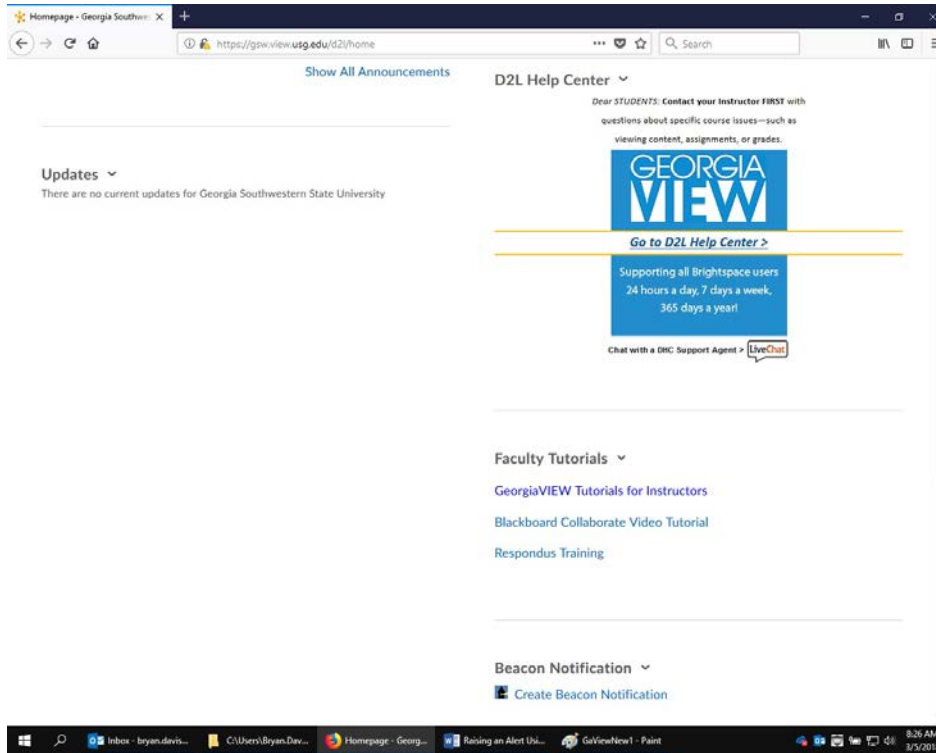 Homepage - Georgia Southwe
https://gsw.view.usg.edu/d2l/home
Search
Show All Announcements
Updates
There are no current updates for Georgia Southwestern State University
D2L Help Center
Dear STUDENTS: Contact your Instructor FIRST with
questions about specific course issues—such as
viewing content, assignments, or grades.
GEORGIA
VIEW
Go to D2L Help Center >
Supporting all Brightspace users
24 hours a day, 7 days a week,
365 days a year!
Chat with a DHC Support Agent > LiveChat
Faculty Tutorials
GeorgiaVIEW Tutorials for Instructors
Blackboard Collaborate Video Tutorial
Respondus Training
Beacon Notification
Create Beacon Notification
Inbox - bryan.davis...
C:\Users\Bryan.Dav...
Homepage - Georg...
Raising an Alert Usi...
GaViewNew1 - Paint
8:26 AM
3/5/201